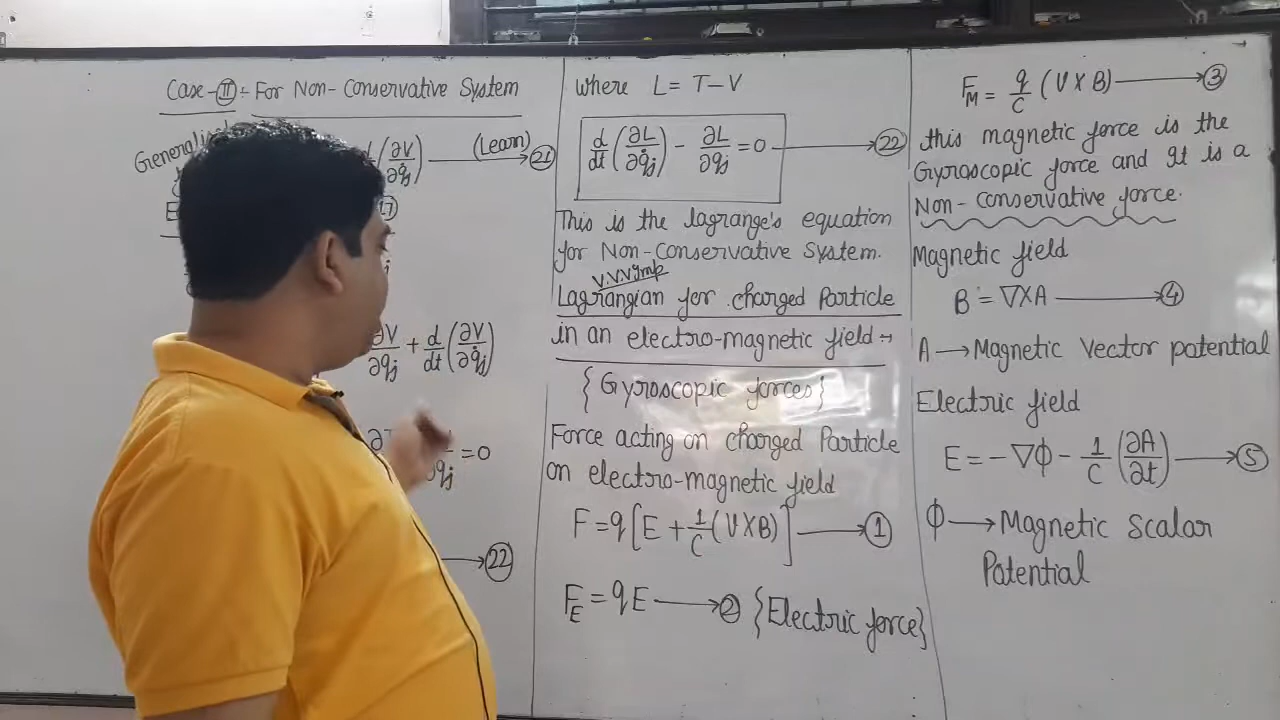 Case-II :- For Non-Conservative System
(∂V/∂q̇j) (Learn) → 21
∂V/∂qj + d/dt (∂V/∂q̇j)
= 0
→ 22
where L = T-V
d/dt (∂L/∂q̇j) - ∂L/∂qj = 0 → 22
This is the lagrange's equation
for Non-Conservative System.
V.VVImp
Lagrangian for charged Particle
in an electro-magnetic field →
{Gyroscopic forces}
Force acting on charged Particle
on electro-magnetic field
F = q[E + 1/C (V X B)] → 1
F_E = qE → 2 {Electric force}
F_M = q/C (V X B) → 3
this magnetic force is the
Gyroscopic force and It is a
Non-conservative force.
Magnetic field
B = ∇XA → 4
A → Magnetic Vector potential
Electric field
E = -∇Φ - 1/C (∂A/∂t) → 5
Φ → Magnetic Scalar
Potential